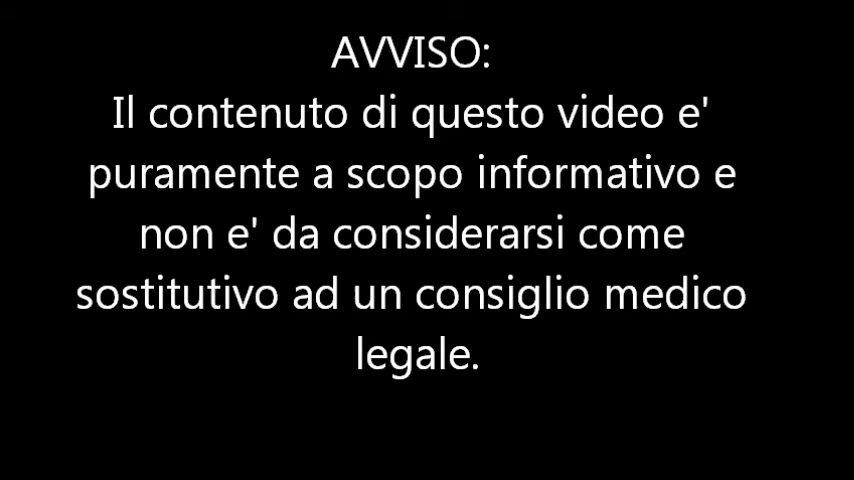 AVVISO:
Il contenuto di questo video e'
puramente a scopo informativo e
non e' da considerarsi come
sostitutivo ad un consiglio medico
legale.